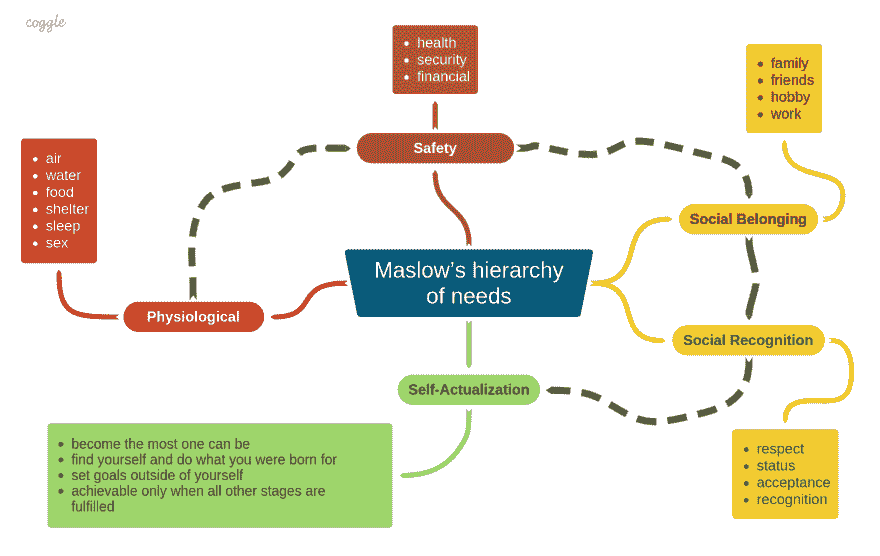 coggle
health
security
financial
family
friends
hobby
work
Safety
air
water
food
shelter
sleep
sex
Social Belonging
Maslow's hierarchy
of needs
Physiological
Social Recognition
Self-Actualization
become the most one can be
find yourself and do what you were born for
set goals outside of yourself
achievable only when all other stages are
fulfilled
respect
status
acceptance
recognition